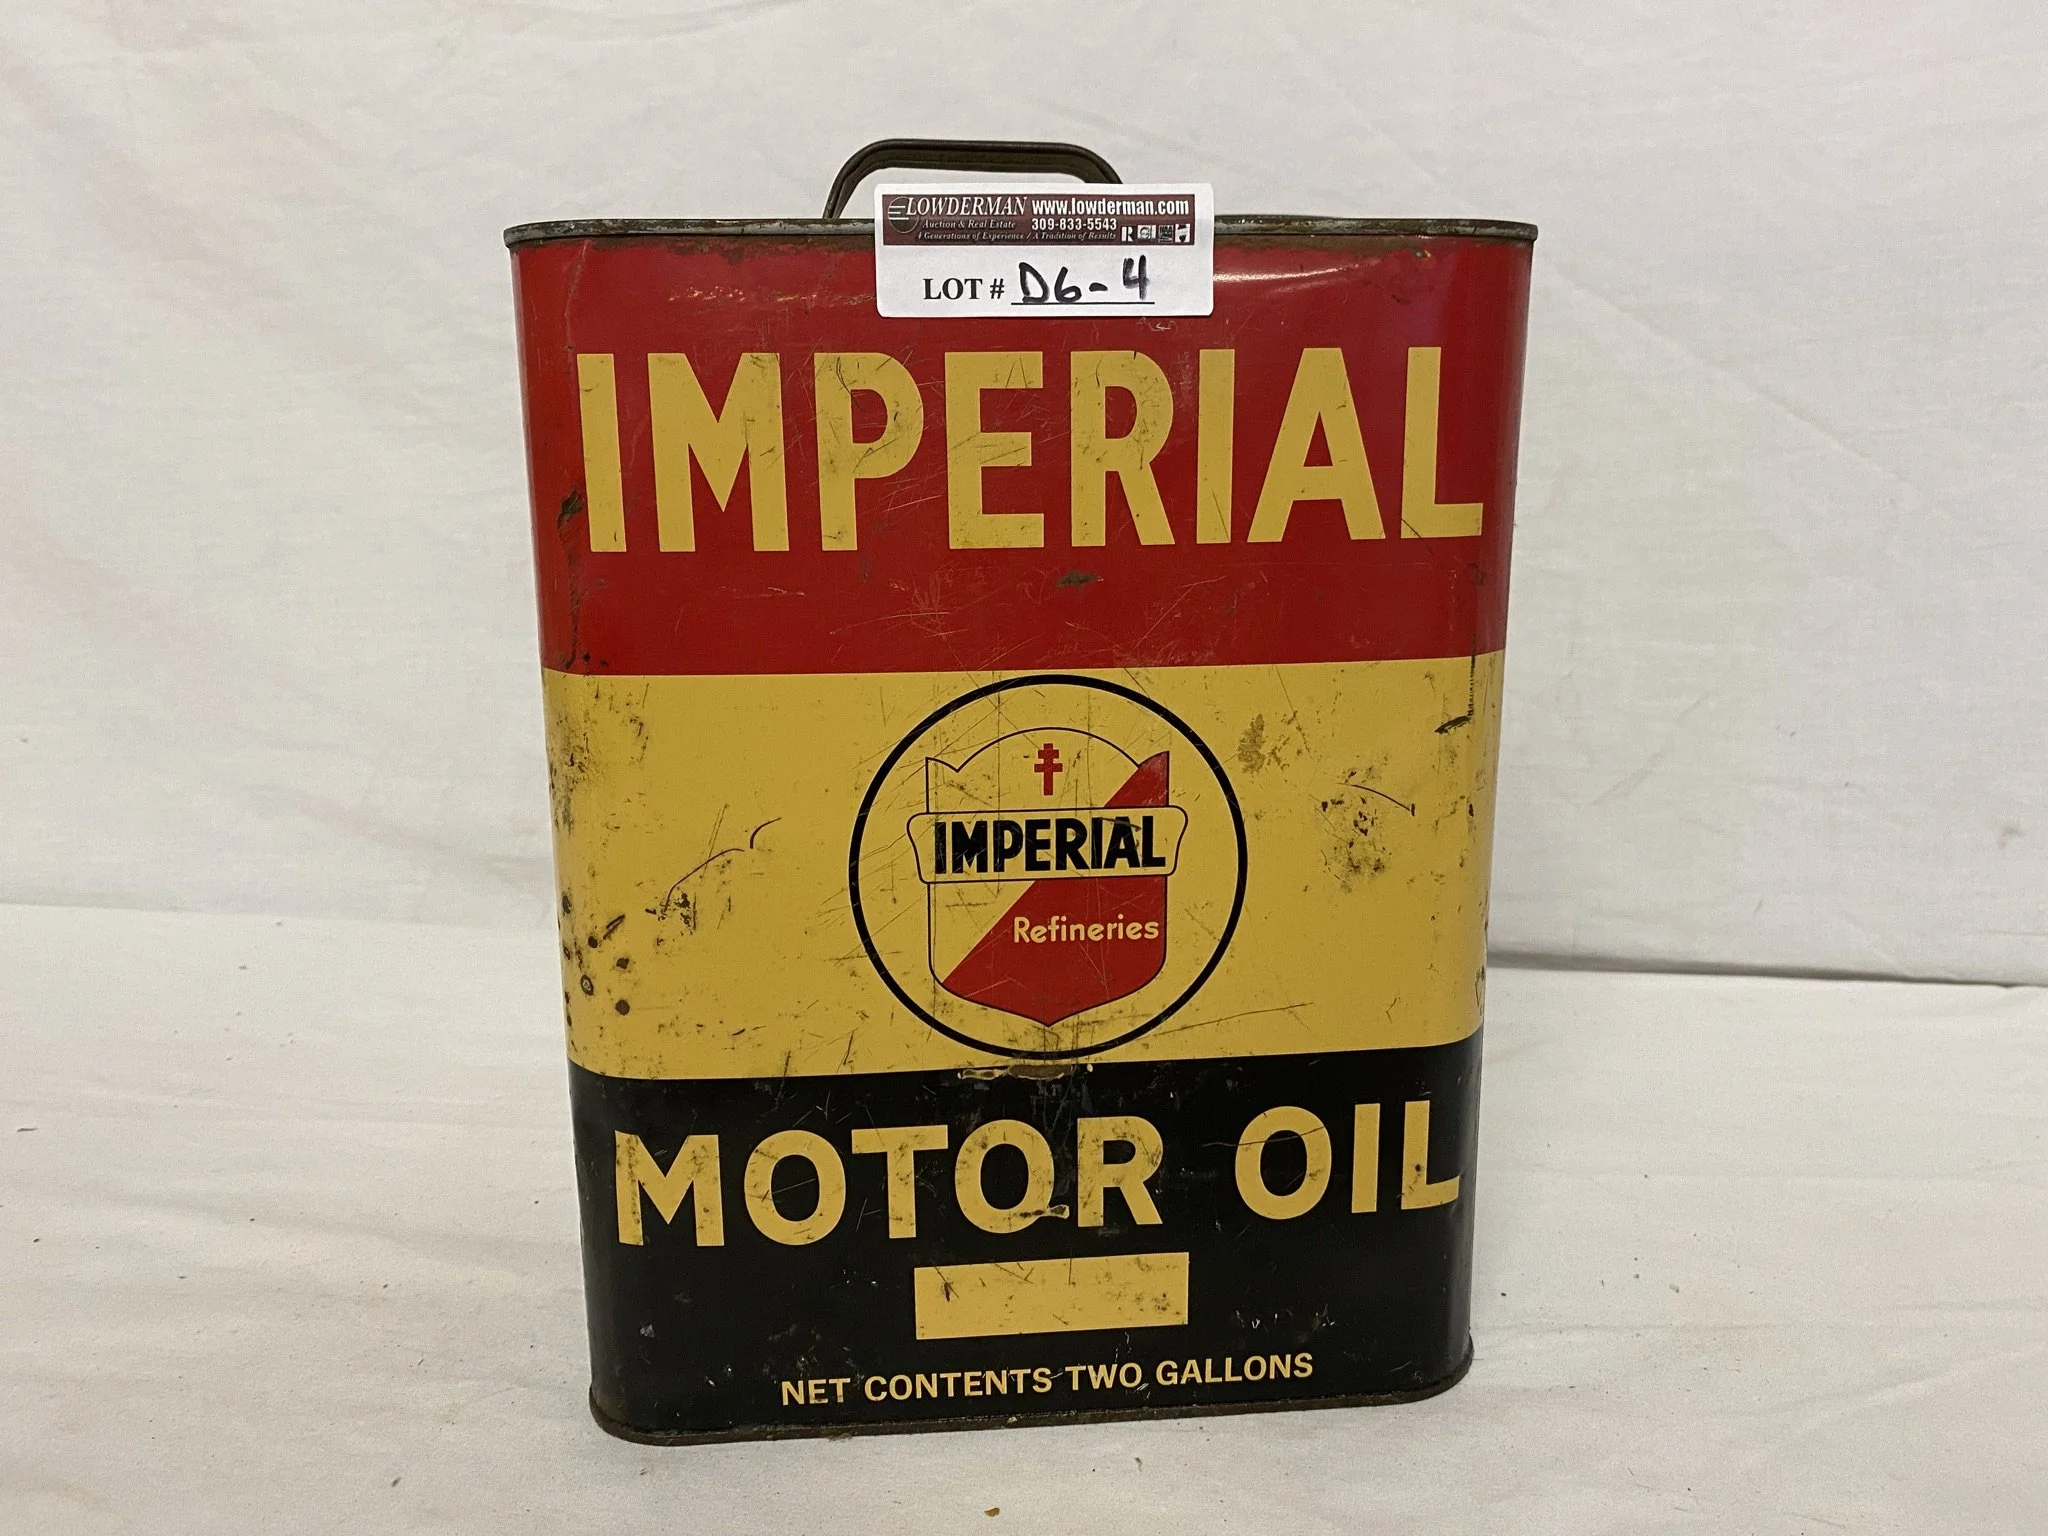 LOWDERMAN www.lowderman.com
Auction & Real Estate 309-833-5543
4 Generations of Experience / A Tradition of Results
LOT # D6-4
IMPERIAL
IMPERIAL
Refineries
MOTOR OIL
NET CONTENTS TWO GALLONS